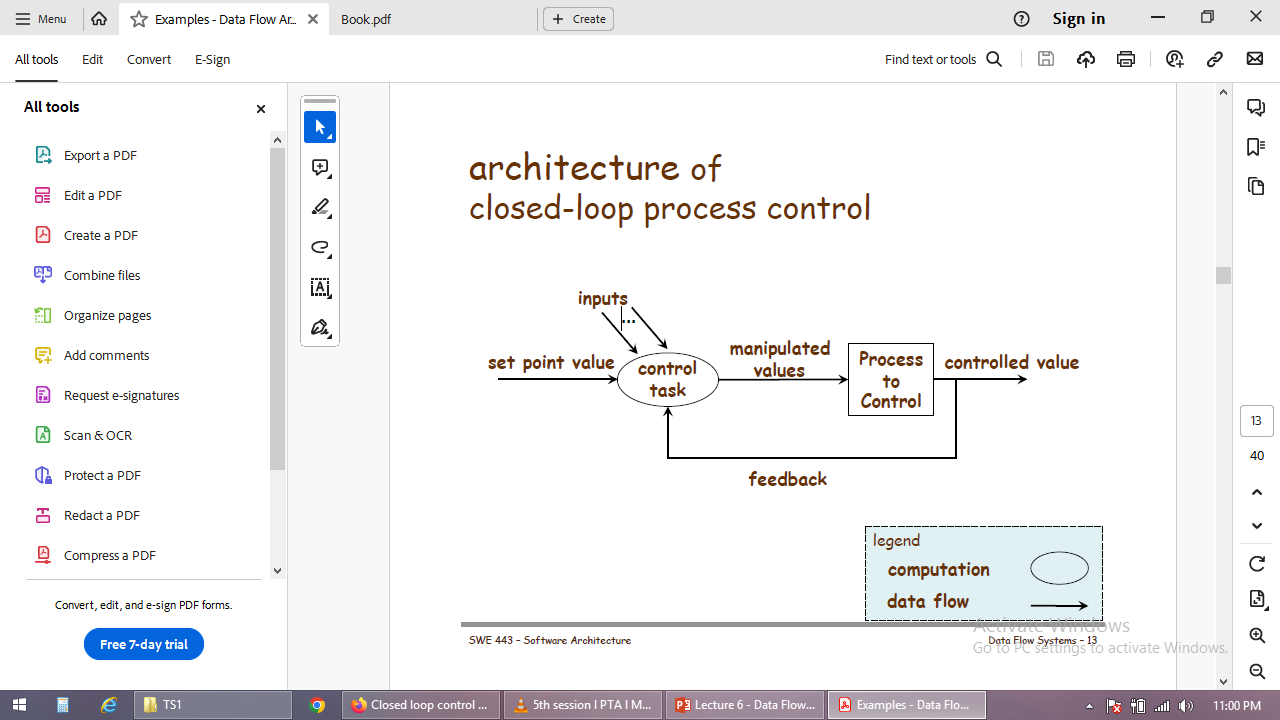 Menu
Examples - Data Flow Ar...
Book.pdf
Create
Sign in
All tools
Edit
Convert
E-Sign
Find text or tools
All tools
Export a PDF
Edit a PDF
Create a PDF
Combine files
Organize pages
Add comments
Request e-signatures
Scan & OCR
Protect a PDF
Redact a PDF
Compress a PDF
Convert, edit, and e-sign PDF forms.
Free 7-day trial
architecture of
closed-loop process control
inputs
...
set point value
control
task
manipulated
values
Process
to
Control
controlled value
feedback
legend
computation
data flow
SWE 443 – Software Architecture
Data Flow Systems – 13
Activate Windows
Go to PC settings to activate Windows.
13
40
TS1
Closed loop control ...
5th session I PTA I M...
Lecture 6 - Data Flow...
Examples - Data Flo...
11:00 PM